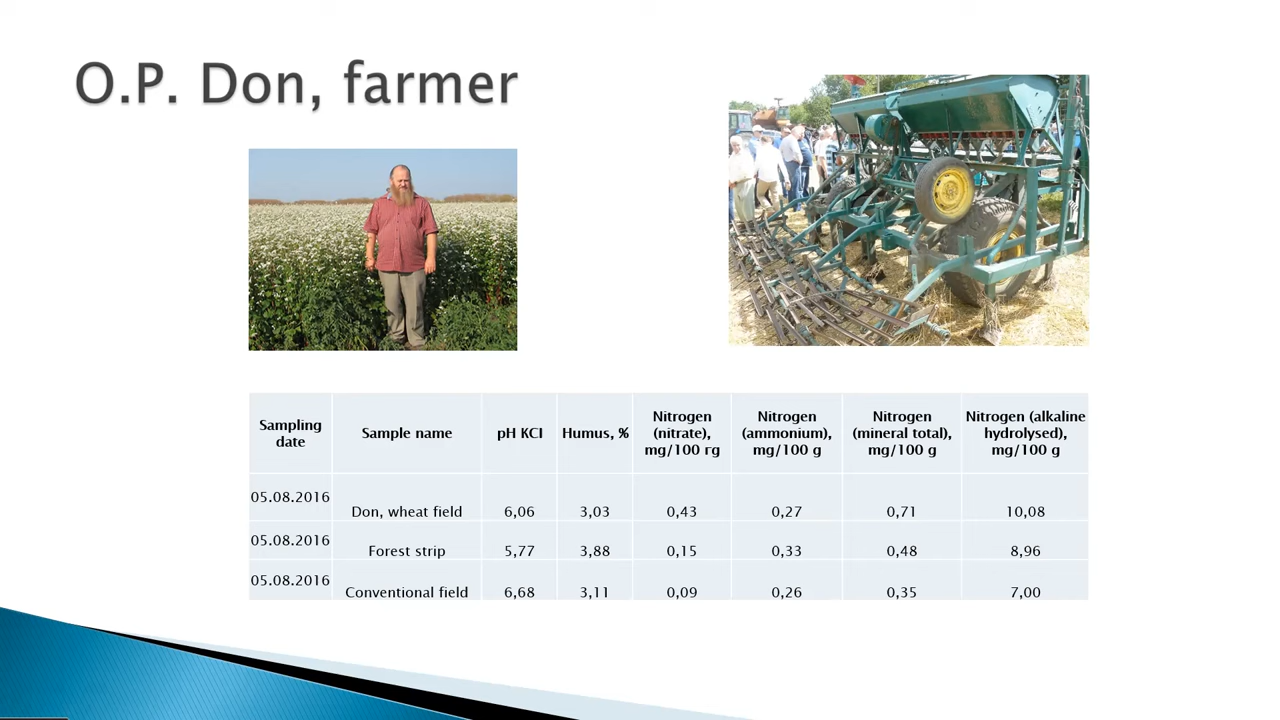 O.P. Don, farmer
Sampling date | Sample name | pH KCl | Humus, % | Nitrogen (nitrate), mg/100 гg | Nitrogen (ammonium), mg/100 g | Nitrogen (mineral total), mg/100 g | Nitrogen (alkaline hydrolysed), mg/100 g
05.08.2016 | Don, wheat field | 6,06 | 3,03 | 0,43 | 0,27 | 0,71 | 10,08
05.08.2016 | Forest strip | 5,77 | 3,88 | 0,15 | 0,33 | 0,48 | 8,96
05.08.2016 | Conventional field | 6,68 | 3,11 | 0,09 | 0,26 | 0,35 | 7,00